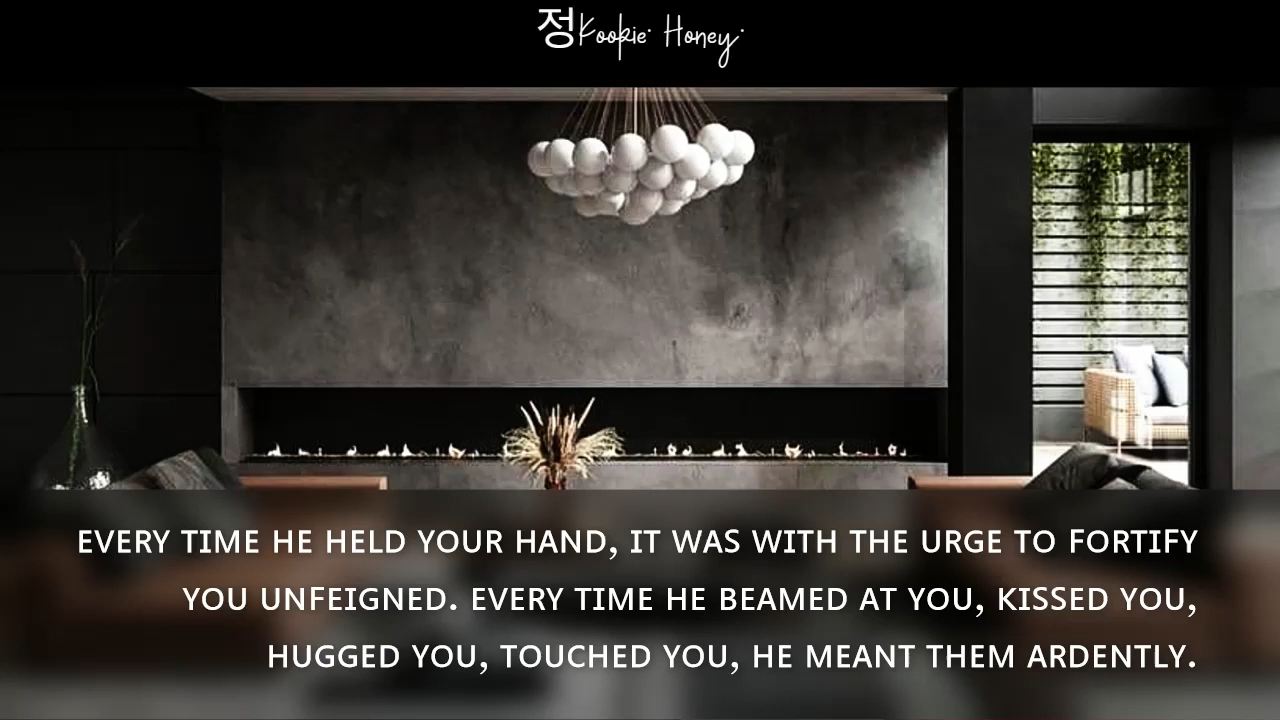 정Kookie Honey
EVERY TIME HE HELD YOUR HAND, IT WAS WITH THE URGE TO FORTIFY
YOU UNFEIGNED. EVERY TIME HE BEAMED AT YOU, KISSED YOU,
HUGGED YOU, TOUCHED YOU, HE MEANT THEM ARDENTLY.